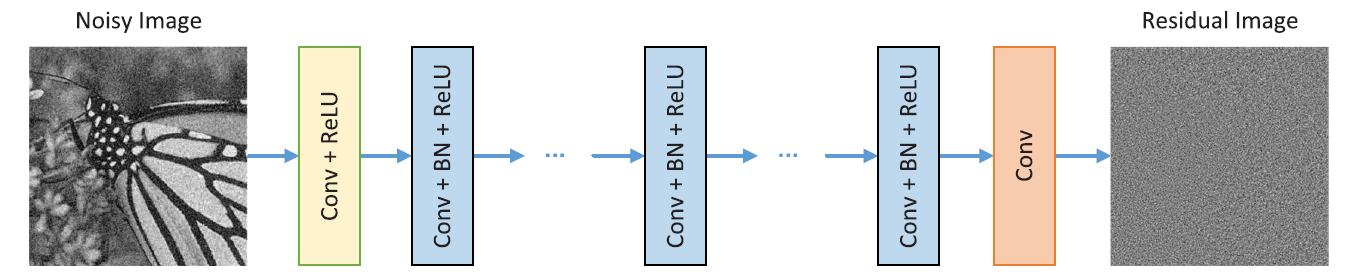 Noisy Image
Residual Image
Conv + ReLU
Conv + BN + ReLU
...
Conv + BN + ReLU
...
Conv + BN + ReLU
Conv